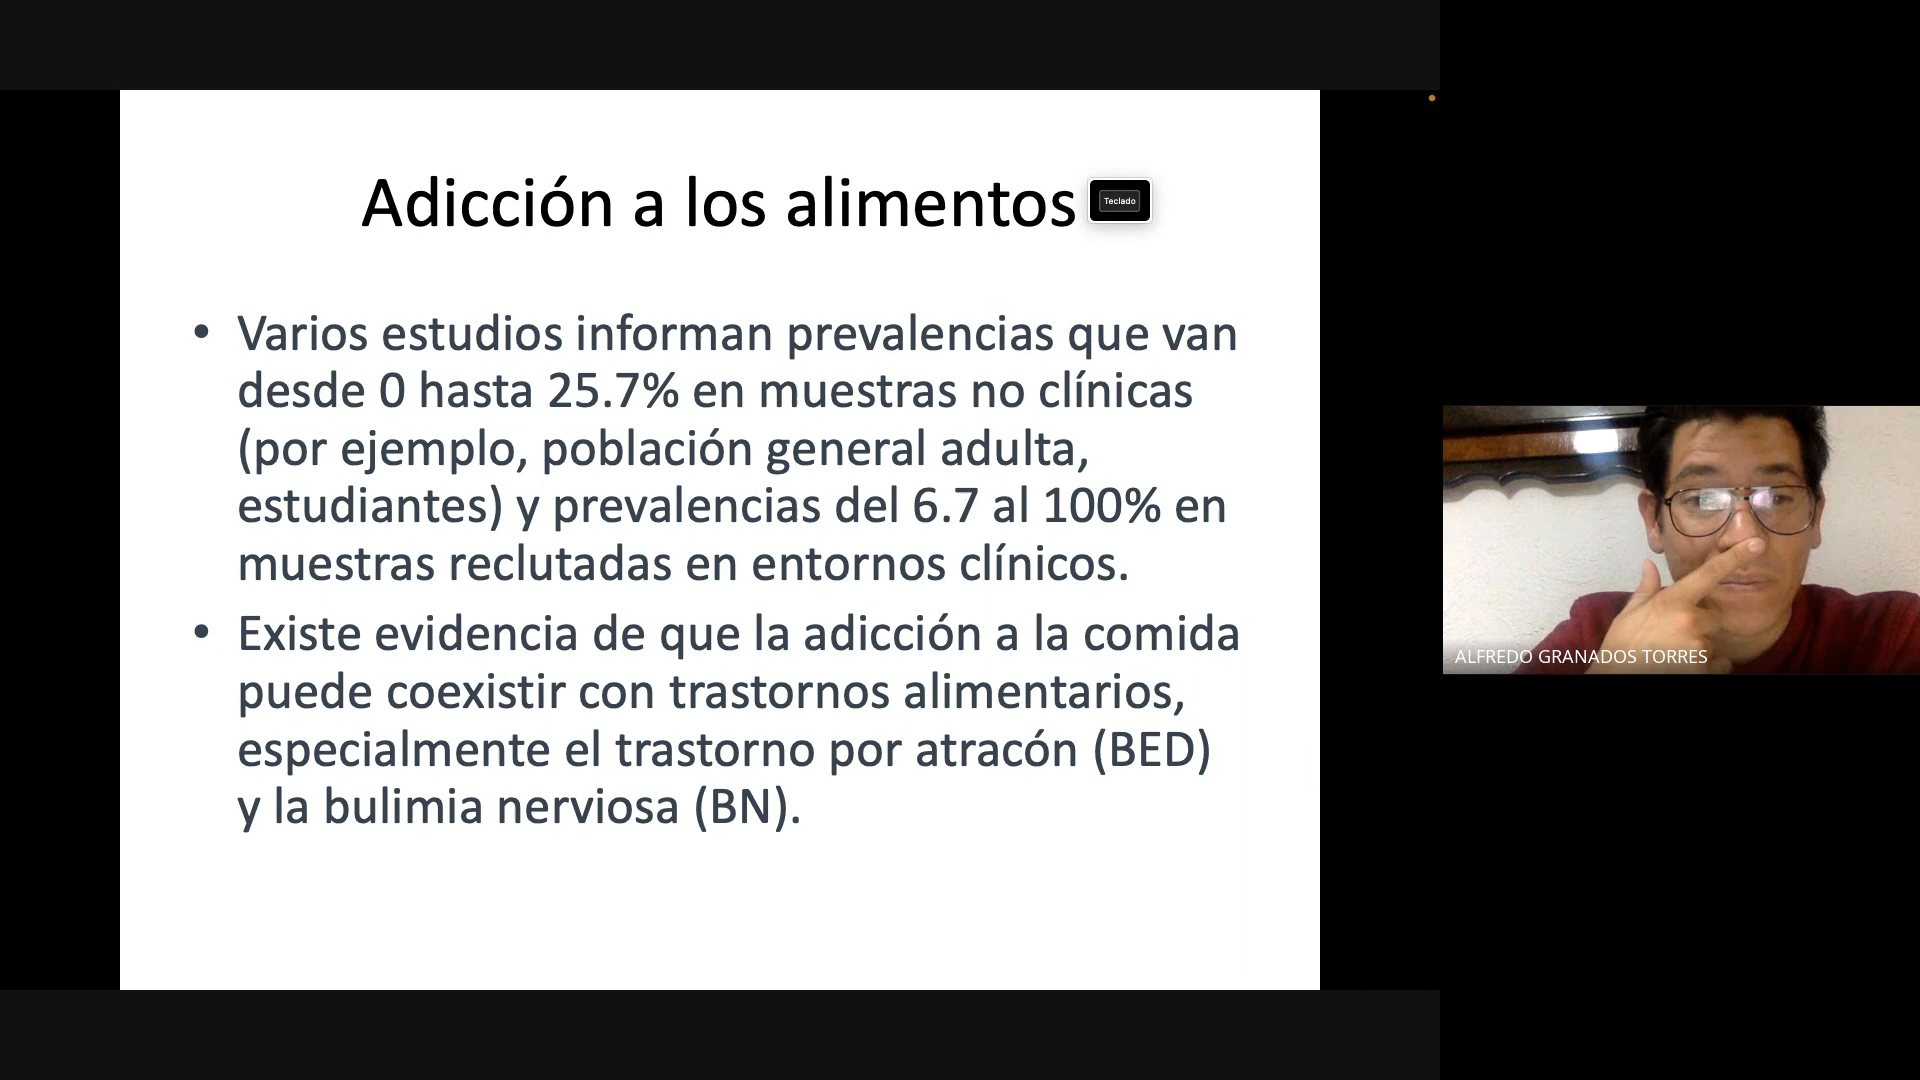 Adicción a los alimentos
Teclado
• Varios estudios informan prevalencias que van
desde 0 hasta 25.7% en muestras no clínicas
(por ejemplo, población general adulta,
estudiantes) y prevalencias del 6.7 al 100% en
muestras reclutadas en entornos clínicos.
• Existe evidencia de que la adicción a la comida
puede coexistir con trastornos alimentarios,
especialmente el trastorno por atracón (BED)
y la bulimia nerviosa (BN).
ALFREDO GRANADOS TORRES